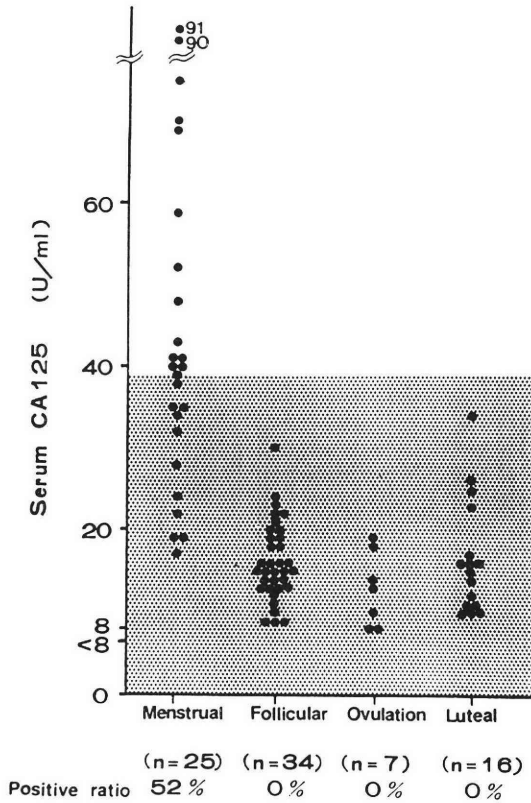 91
90
60
40
20
8
<8
0
Serum CA125 (U/ml)
Menstrual Follicular Ovulation Luteal
(n=25) (n=34) (n=7) (n=16)
Positive ratio 52% 0% 0% 0%